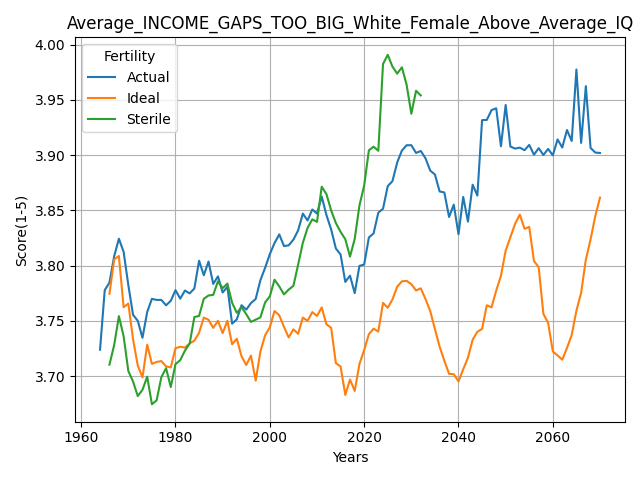 Average_INCOME_GAPS_TOO_BIG_White_Female_Above_Average_IQ
Fertility
Actual
Ideal
Sterile
Score(1-5)
4.00
3.95
3.90
3.85
3.80
3.75
3.70
1960 1980 2000 2020 2040 2060
Years